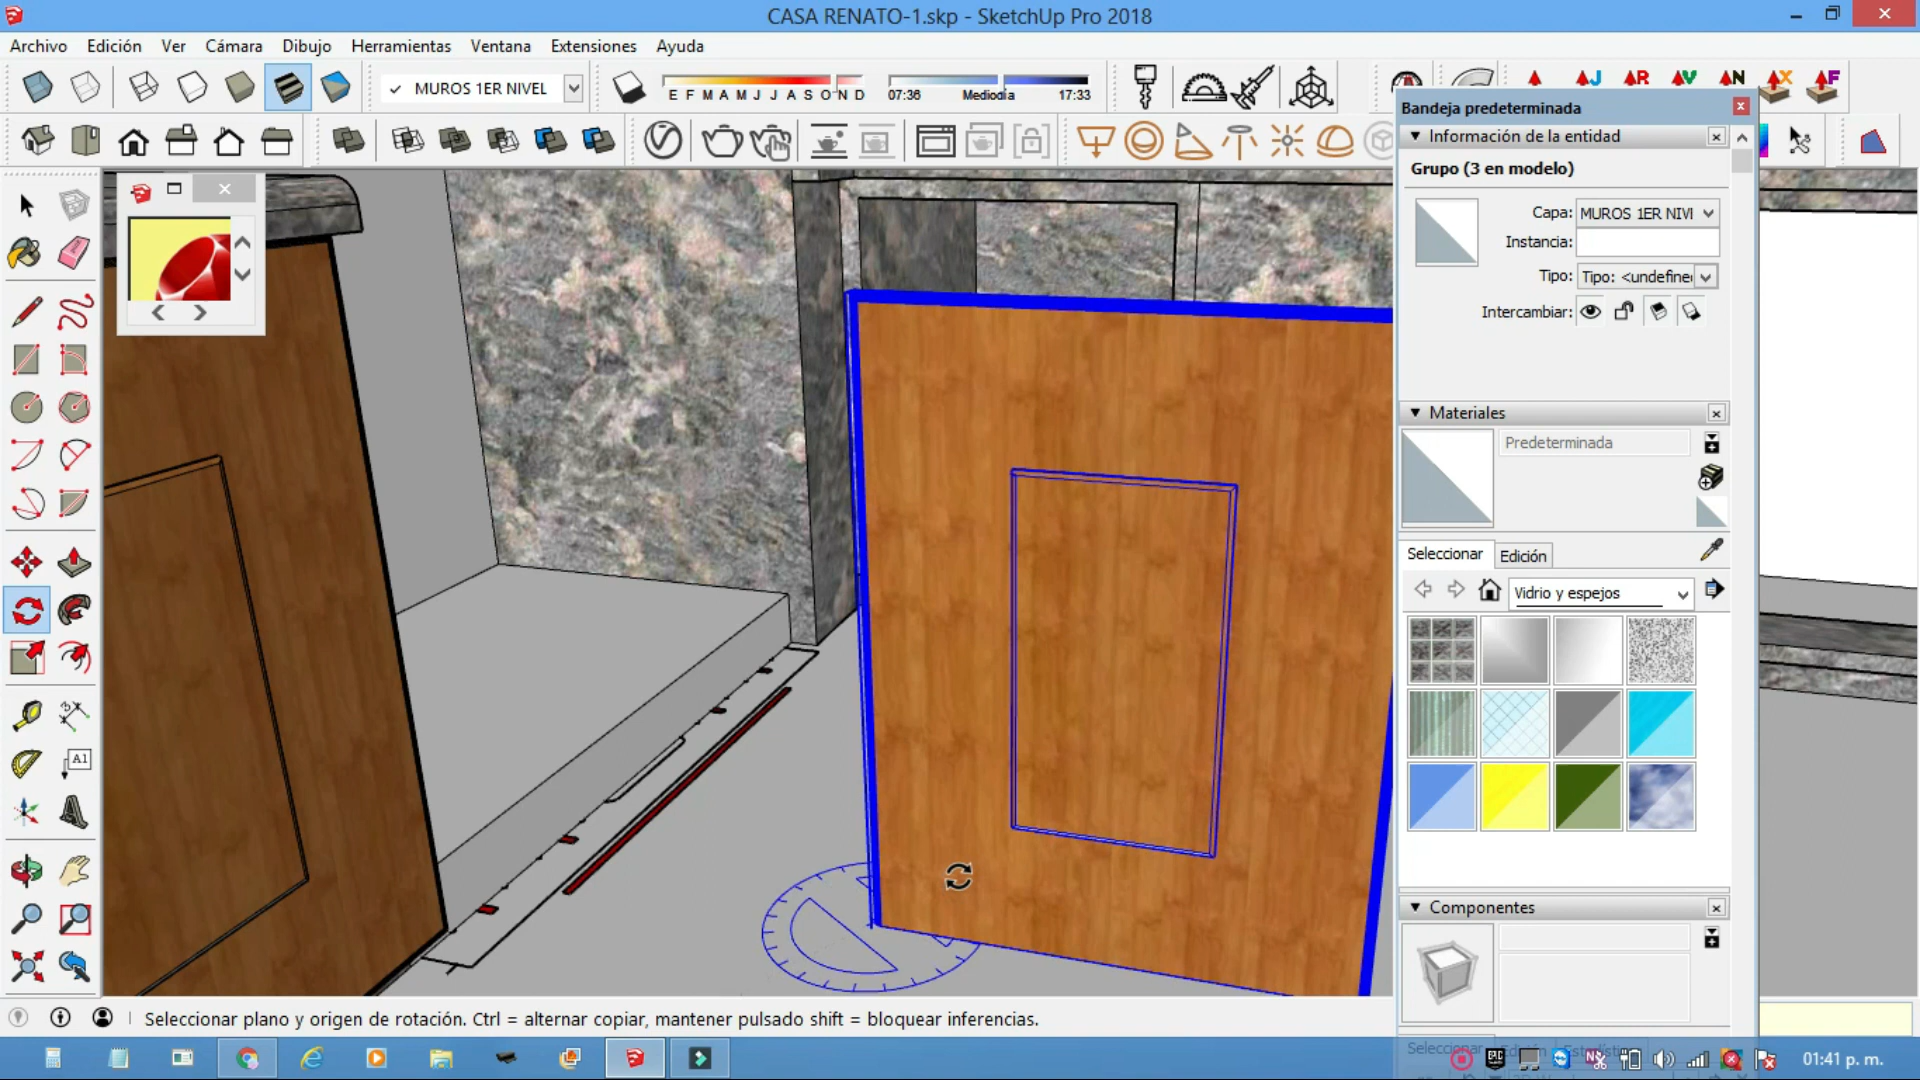 CASA RENATO-1.skp - SketchUp Pro 2018
Archivo Edición Ver Cámara Dibujo Herramientas Ventana Extensiones Ayuda
MUROS 1ER NIVEL
E F M A M J J A S O N D
07:36 Mediodía 17:33
J R V N X F
Bandeja predeterminada
Información de la entidad
Grupo (3 en modelo)
Capa: MUROS 1ER NIVI
Instancia:
Tipo: Tipo: <undefined
Intercambiar:
Materiales
Predeterminada
Seleccionar Edición
Vidrio y espejos
A1
Componentes
Seleccionar plano y origen de rotación. Ctrl = alternar copiar, mantener pulsado shift = bloquear inferencias.
Seleccionar
01:41 p. m.